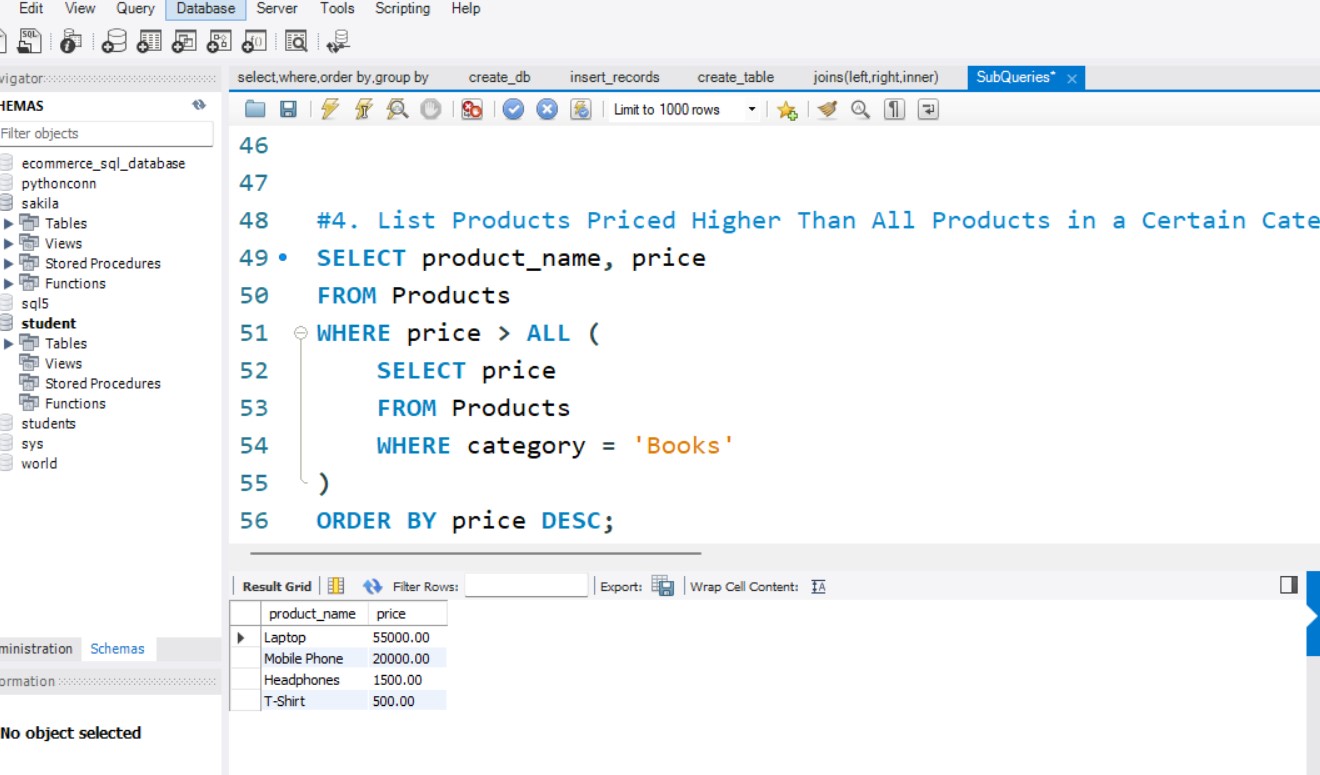 Edit View Query Database Server Tools Scripting Help
SQL
vigator
HEMAS
Filter objects
ecommerce_sql_database
pythonconn
sakila
Tables
Views
Stored Procedures
Functions
sql5
student
Tables
Views
Stored Procedures
Functions
students
sys
world
ministration Schemas
ormation
No object selected
select,where,order by,group by create_db insert_records create_table joins(left,right,inner) SubQueries*
Limit to 1000 rows
46
47
48 #4. List Products Priced Higher Than All Products in a Certain Cate
49 SELECT product_name, price
50 FROM Products
51 WHERE price > ALL (
52 SELECT price
53 FROM Products
54 WHERE category = 'Books'
55 )
56 ORDER BY price DESC;
Result Grid Filter Rows: Export: Wrap Cell Content:
product_name price
Laptop 55000.00
Mobile Phone 20000.00
Headphones 1500.00
T-Shirt 500.00